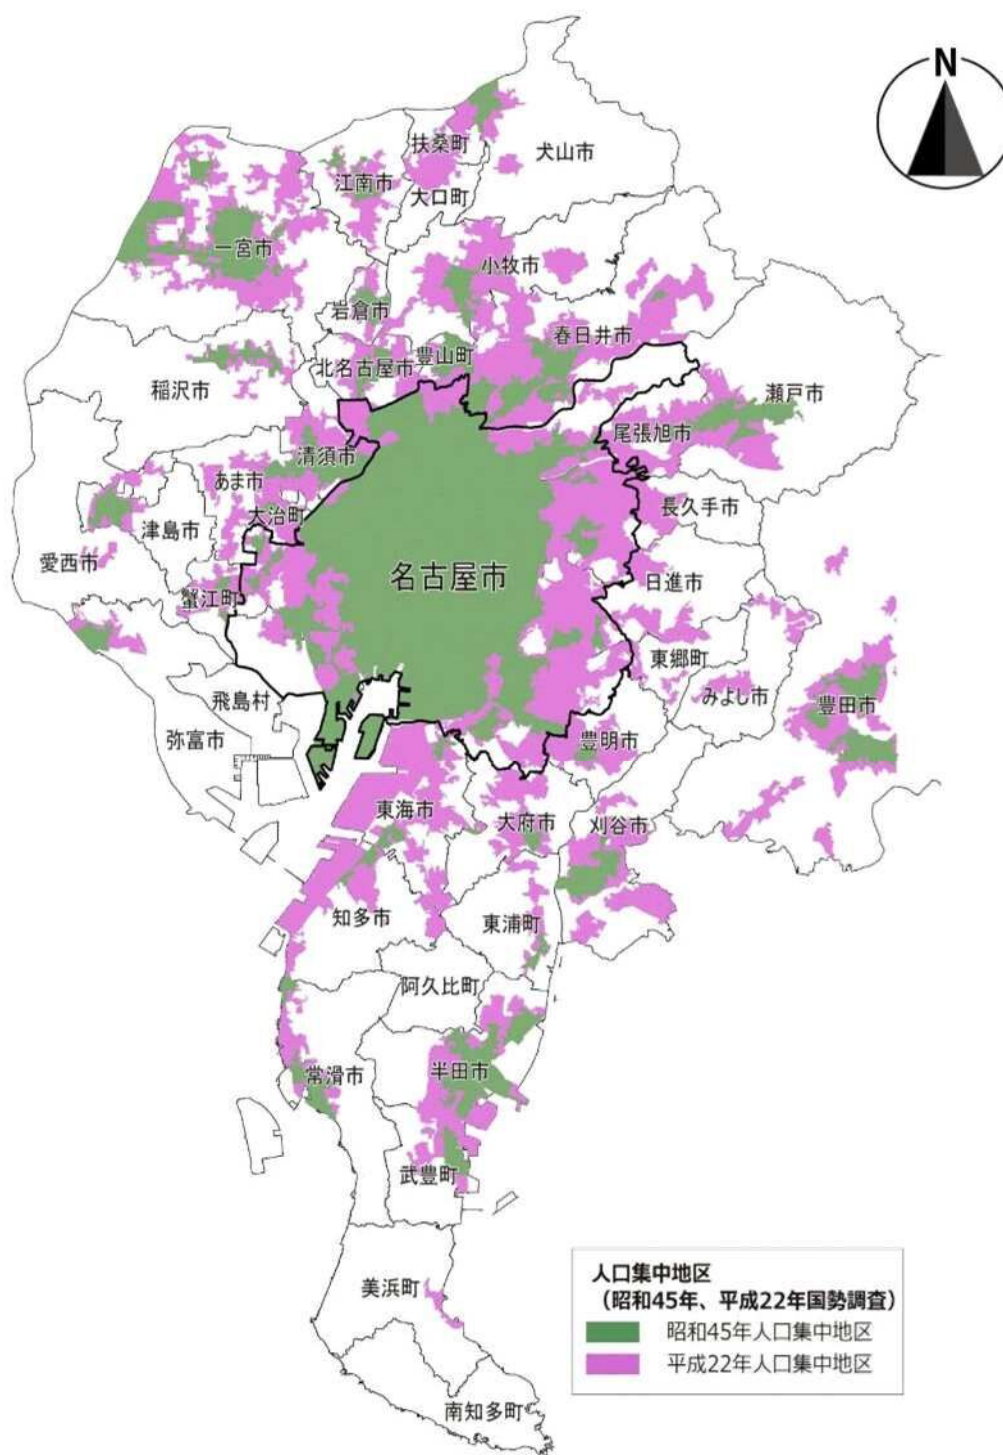 N
扶桑町
犬山市
江南市
大口町
一宮市
小牧市
岩倉市
春日井市
豊山町
北名古屋市
稲沢市
瀬戸市
尾張旭市
清須市
あま市
長久手市
大治町
津島市
愛西市
名古屋市
日進市
蟹江町
東郷町
みよし市
飛島村
豊田市
弥富市
豊明市
東海市
大府市
刈谷市
知多市
東浦町
阿久比町
半田市
常滑市
武豊町
美浜町
南知多町
人口集中地区
（昭和45年、平成22年国勢調査）
昭和45年人口集中地区
平成22年人口集中地区